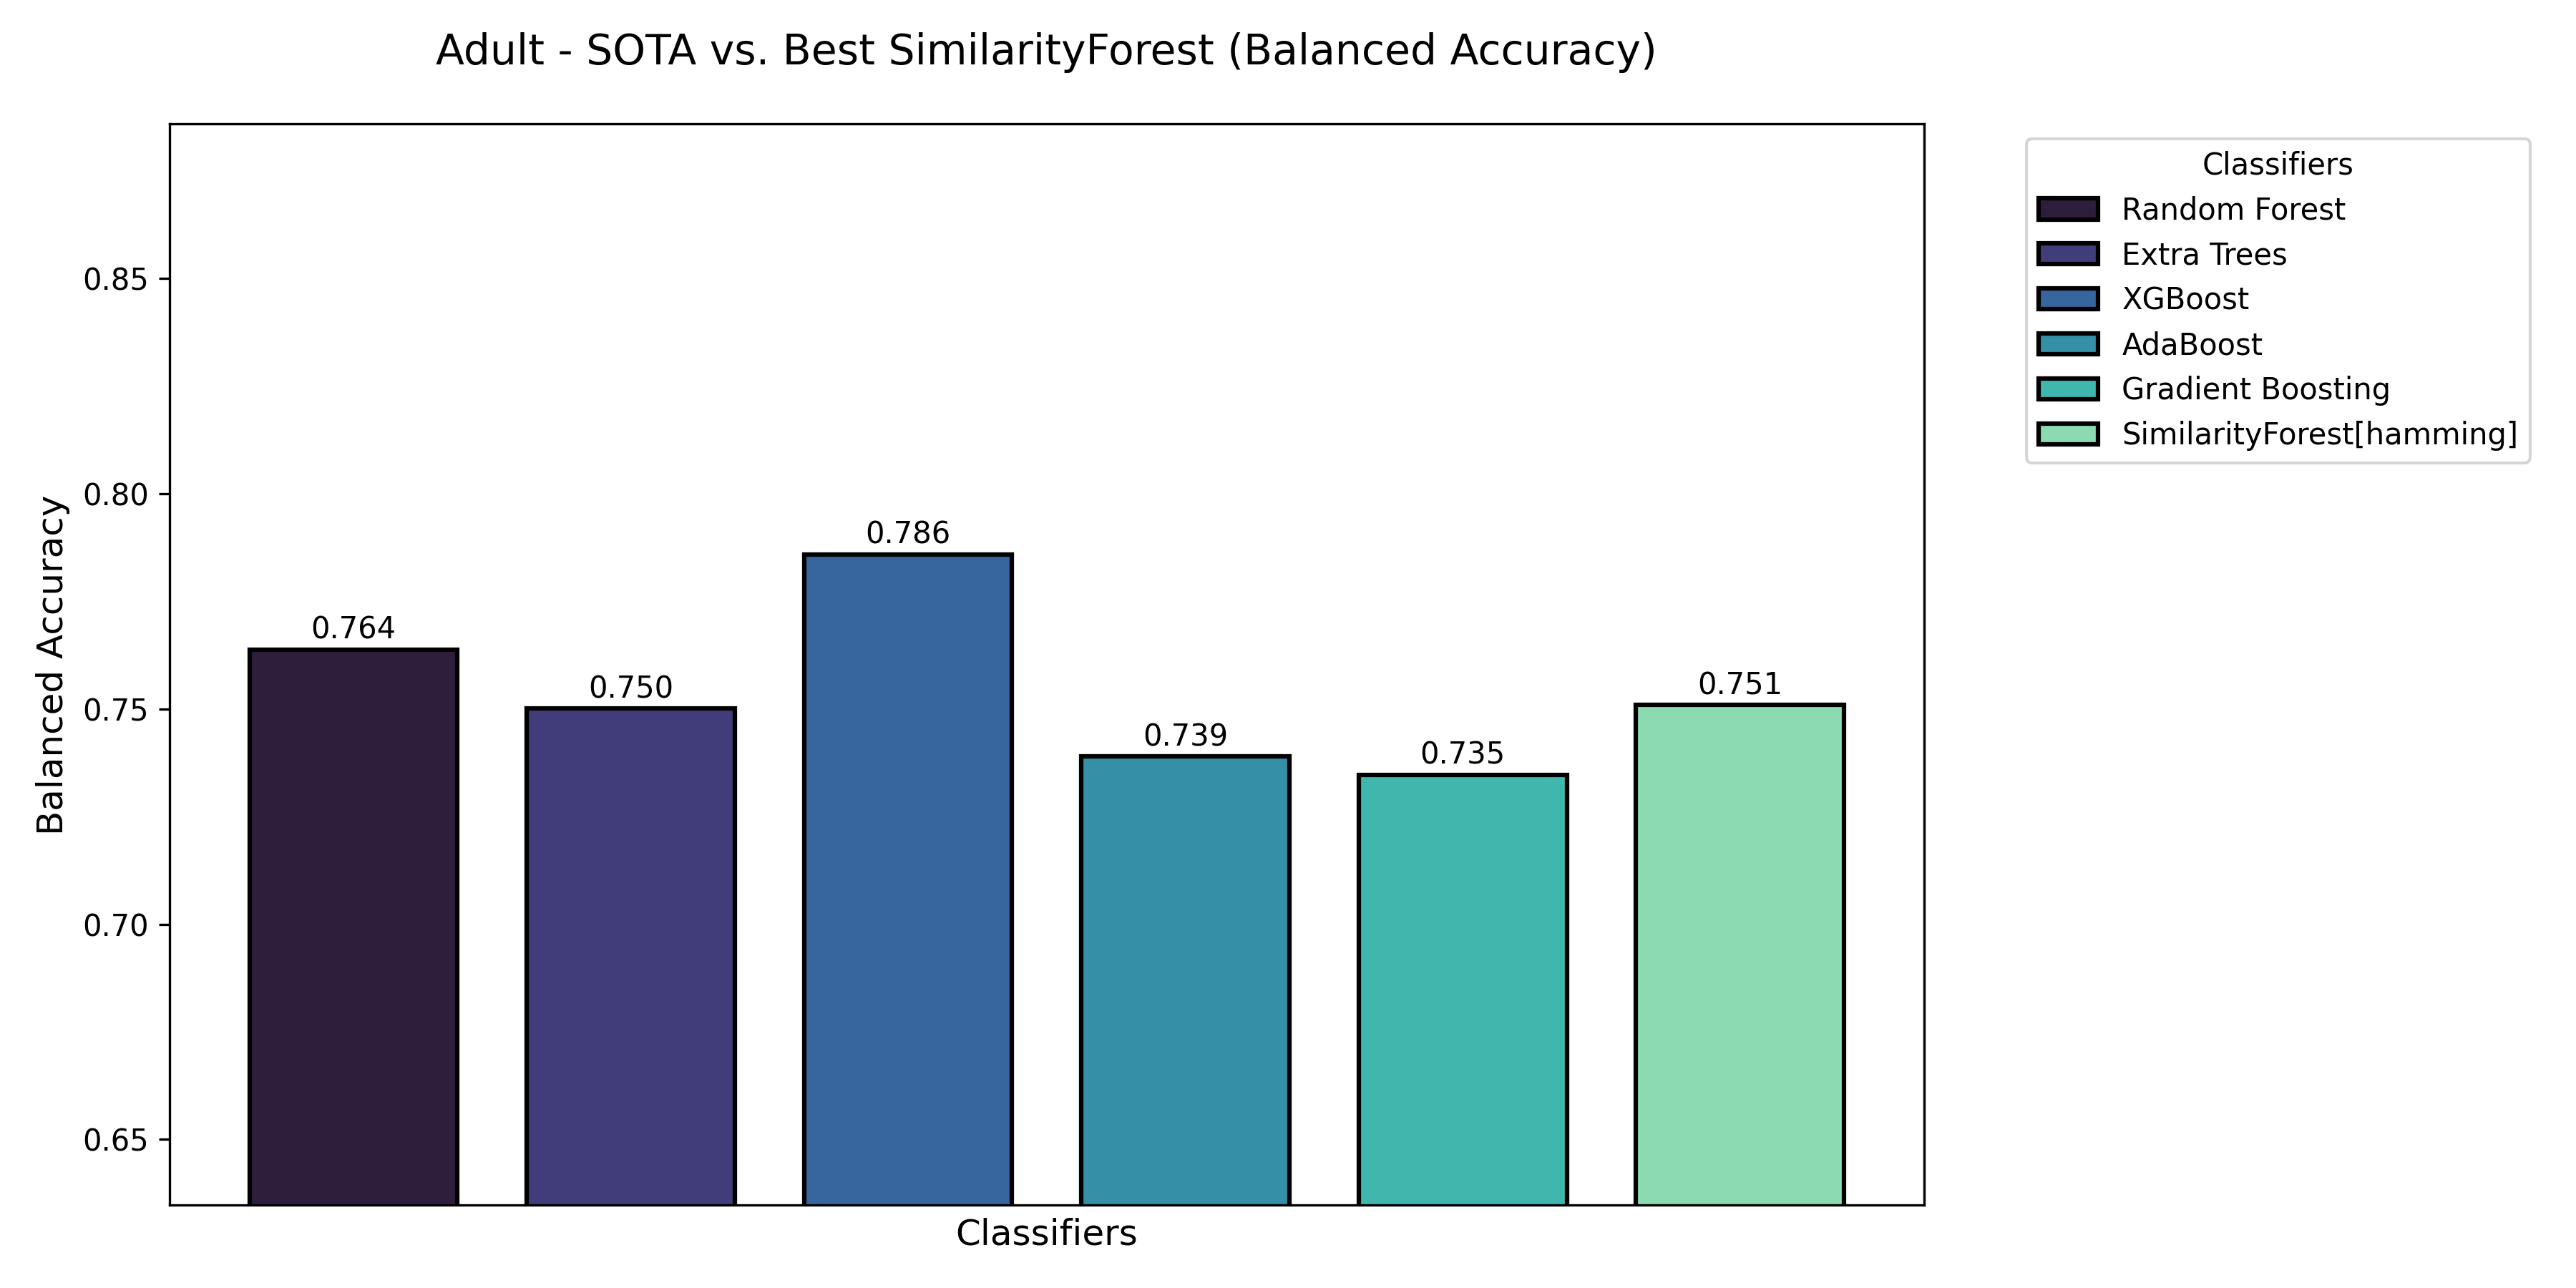 Adult - SOTA vs. Best SimilarityForest (Balanced Accuracy)
Balanced Accuracy
0.85
0.80
0.75
0.70
0.65
0.764
0.750
0.786
0.739
0.735
0.751
Classifiers
Classifiers
Random Forest
Extra Trees
XGBoost
AdaBoost
Gradient Boosting
SimilarityForest[hamming]